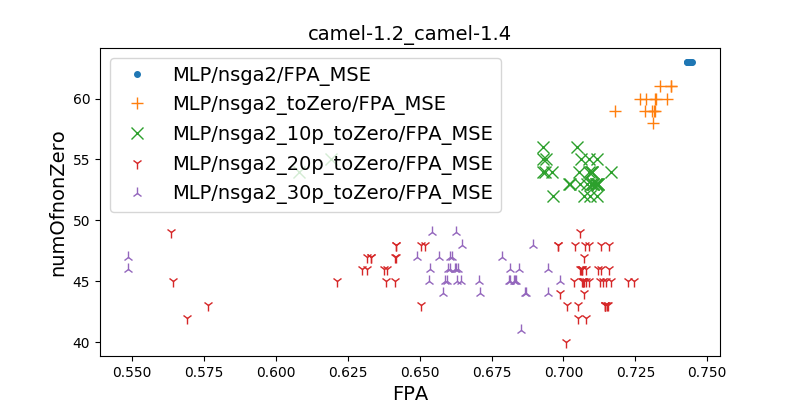 camel-1.2_camel-1.4
MLP/nsga2/FPA_MSE
MLP/nsga2_toZero/FPA_MSE
MLP/nsga2_10p_toZero/FPA_MSE
MLP/nsga2_20p_toZero/FPA_MSE
MLP/nsga2_30p_toZero/FPA_MSE
numOfnonZero
60
55
50
45
40
0.550 0.575 0.600 0.625 0.650 0.675 0.700 0.725 0.750
FPA